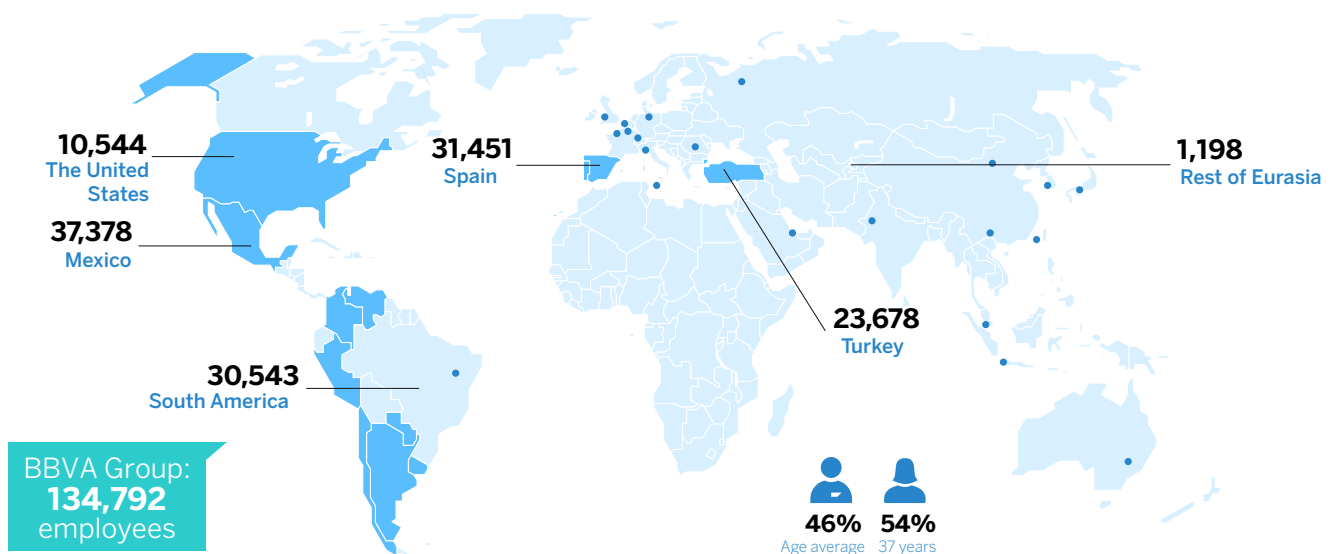 10,544
The United
States
37,378
Mexico
31,451
Spain
1,198
Rest of Eurasia
23,678
Turkey
30,543
South America
BBVA Group:
134,792
employees
46% 54%
Age average 37 years